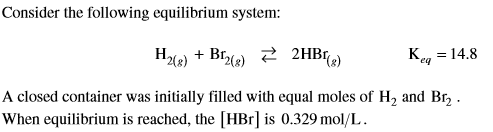 Consider the following equilibrium system:
H2(g) + Br2(g) ⇄ 2HBr(g) Keq = 14.8
A closed container was initially filled with equal moles of H2 and Br2 .
When equilibrium is reached, the [HBr] is 0.329 mol/L .